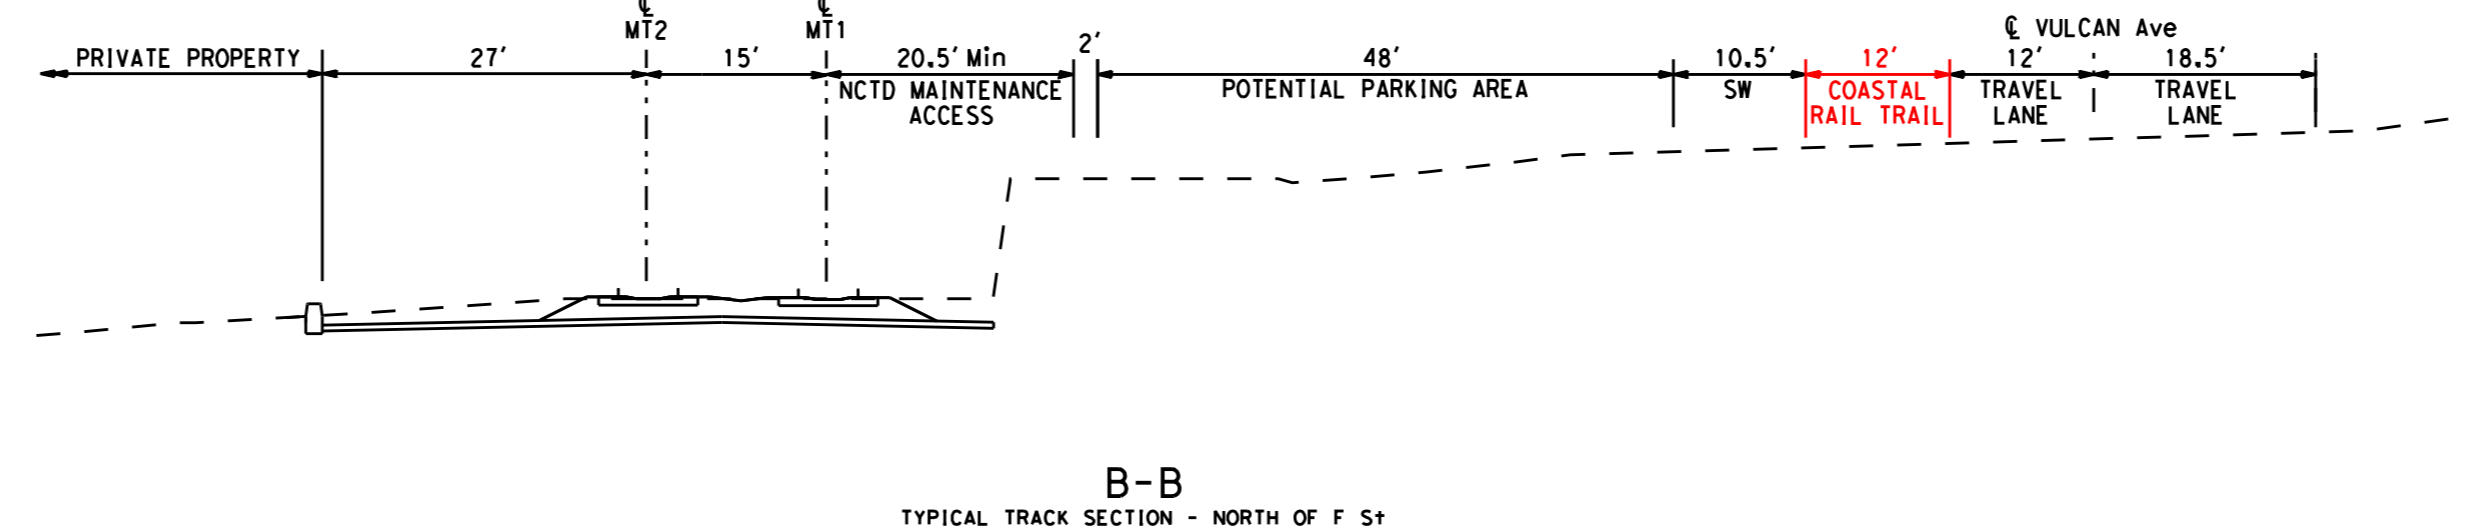 ℄
MT2
℄
MT1
℄ VULCAN Ave
PRIVATE PROPERTY
27'
15'
20.5' Min
NCTD MAINTENANCE
ACCESS
2'
48'
POTENTIAL PARKING AREA
10.5'
SW
12'
COASTAL
RAIL TRAIL
12'
TRAVEL
LANE
18.5'
TRAVEL
LANE
B-B
TYPICAL TRACK SECTION - NORTH OF F St